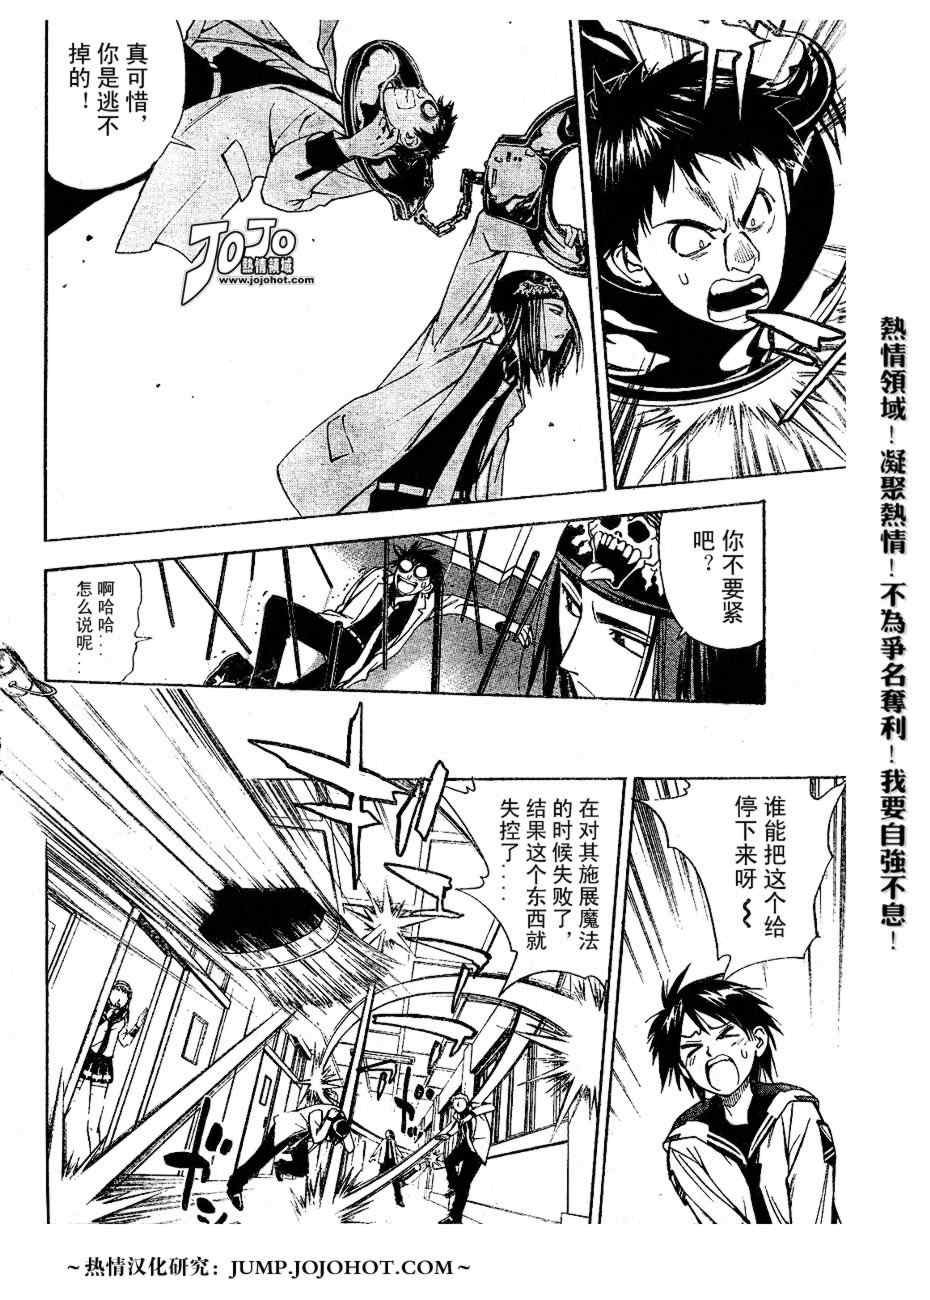 真可惜，
你是逃不
掉的！
JOJO
熱情領域
www.jojohot.com
你不要紧
吧？
啊哈哈…
怎么说呢…
谁能把这个给
停下来呀～
在对其施展魔法
的时候失败了，
结果这个东西就
失控了……
熱情領域！凝聚熱情！不為爭名奪利！我要自強不息！
～热情汉化研究：JUMP.JOJOHOT.COM～